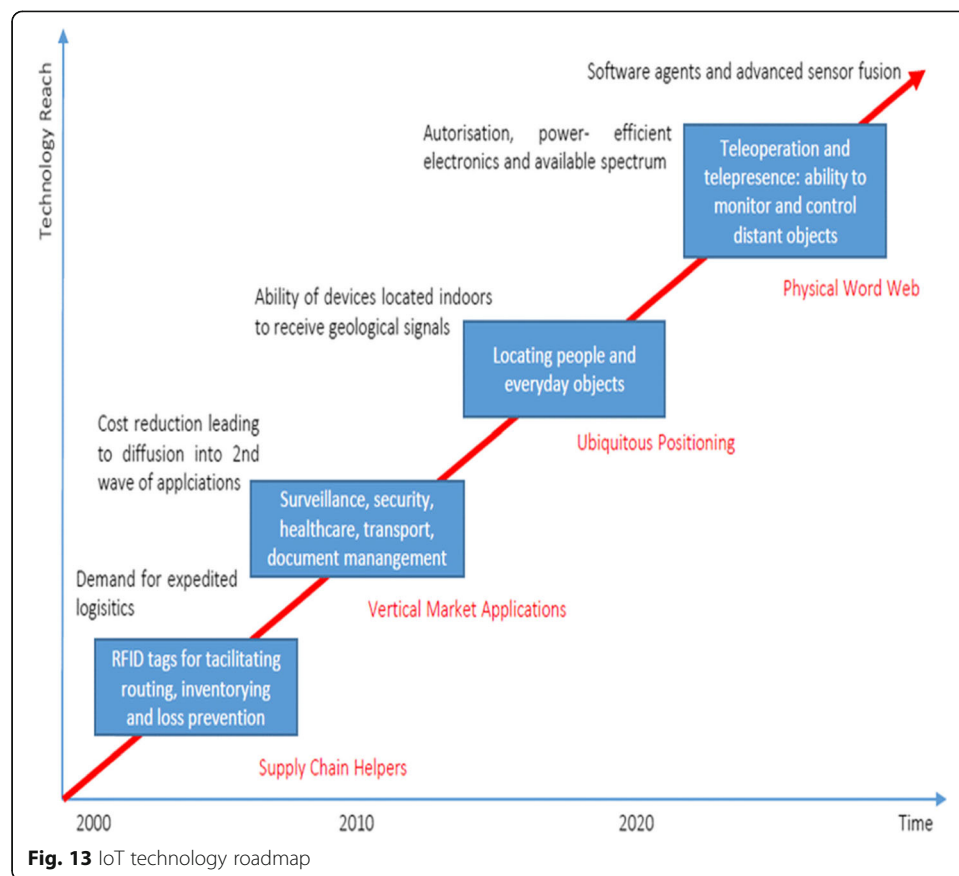 Technology Reach
Software agents and advanced sensor fusion
Autorisation, power- efficient
electronics and available spectrum
Teleoperation and
telepresence: ability to
monitor and control
distant objects
Physical Word Web
Ability of devices located indoors
to receive geological signals
Locating people and
everyday objects
Ubiquitous Positioning
Cost reduction leading
to diffusion into 2nd
wave of applciations
Surveillance, security,
healthcare, transport,
document manangement
Vertical Market Applications
Demand for expedited
logisitics
RFID tags for tacilitating
routing, inventorying
and loss prevention
Supply Chain Helpers
2000 2010 2020 Time
Fig. 13 IoT technology roadmap